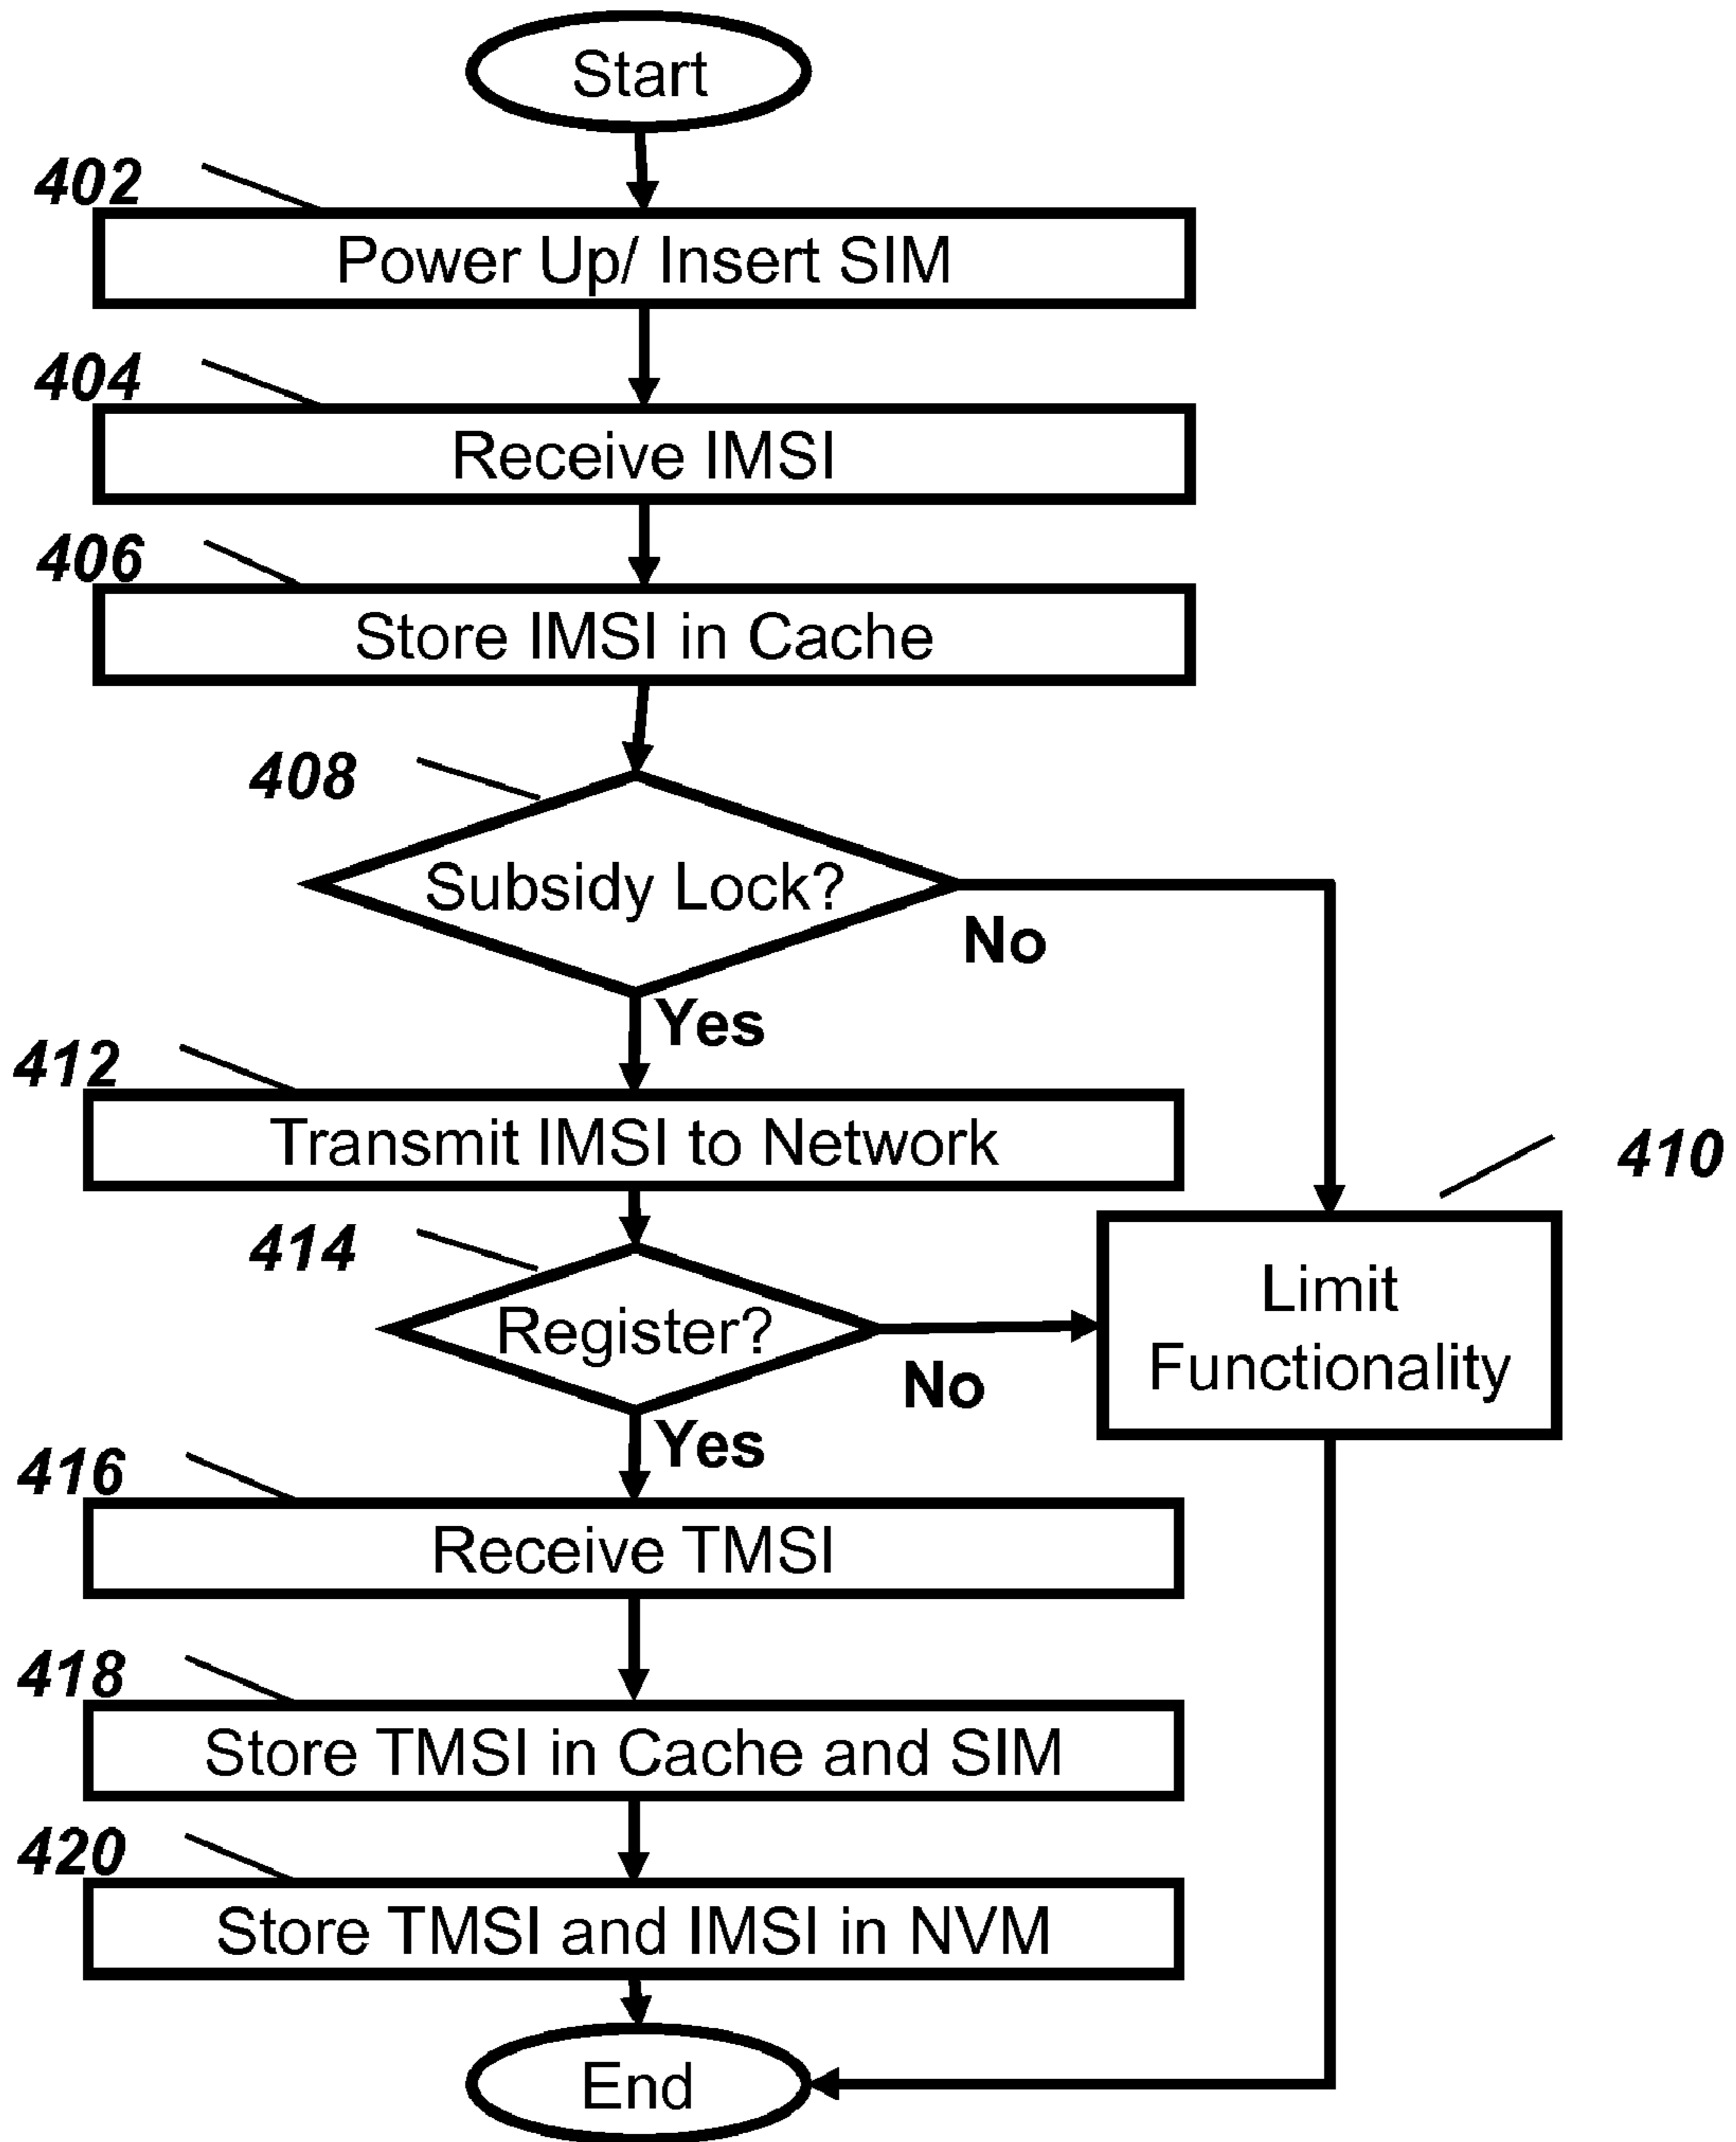 Start
402
Power Up/ Insert SIM
404
Receive IMSI
406
Store IMSI in Cache
408
Subsidy Lock?
No
Yes
412
Transmit IMSI to Network
410
414
Register?
Limit
Functionality
No
Yes
416
Receive TMSI
418
Store TMSI in Cache and SIM
420
Store TMSI and IMSI in NVM
End